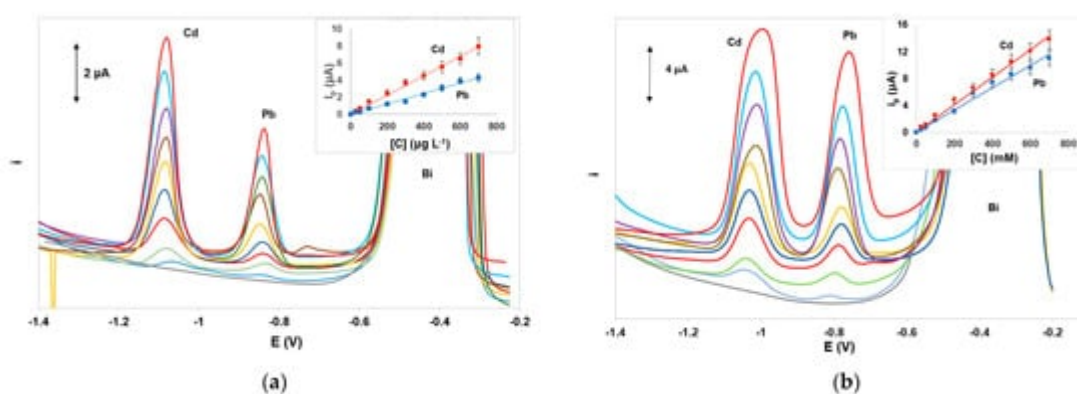 Cd
2 µA
Pb
10
8
6
4
2
0
Ip (µA)
Cd
Pb
0 200 400 600 800
[C] (µg L⁻¹)
Bi
i
-1.4 -1.2 -1 -0.8 -0.6 -0.4 -0.2
E (V)
(a)
Cd
Pb
4 µA
16
12
8
4
0
Ip (µA)
Cd
Pb
0 200 400 600 800
[C] (mM)
Bi
i
-1.4 -1.2 -1 -0.8 -0.6 -0.4 -0.2
E (V)
(b)